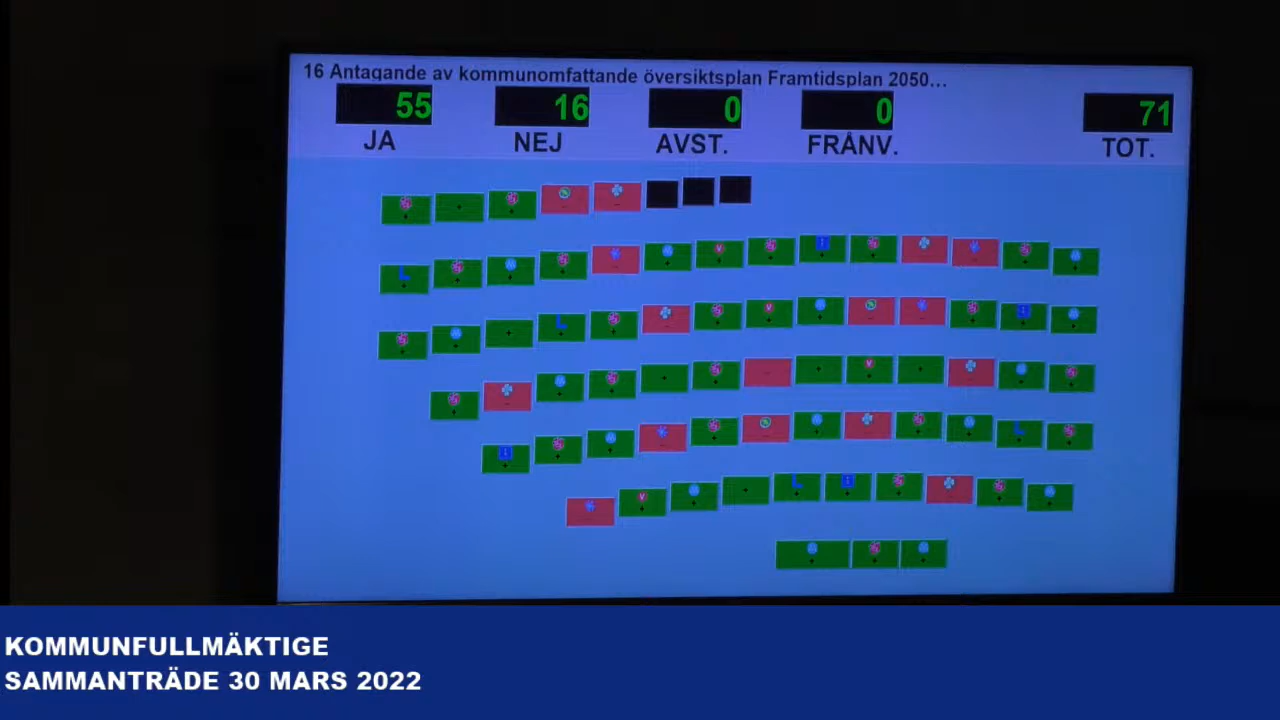 16 Antagande av kommunomfattande översiktsplan Framtidsplan 2050...
55 16 0 0 71
JA NEJ AVST. FRÅNV. TOT.
KOMMUNFULLMÄKTIGE
SAMMANTRÄDE 30 MARS 2022